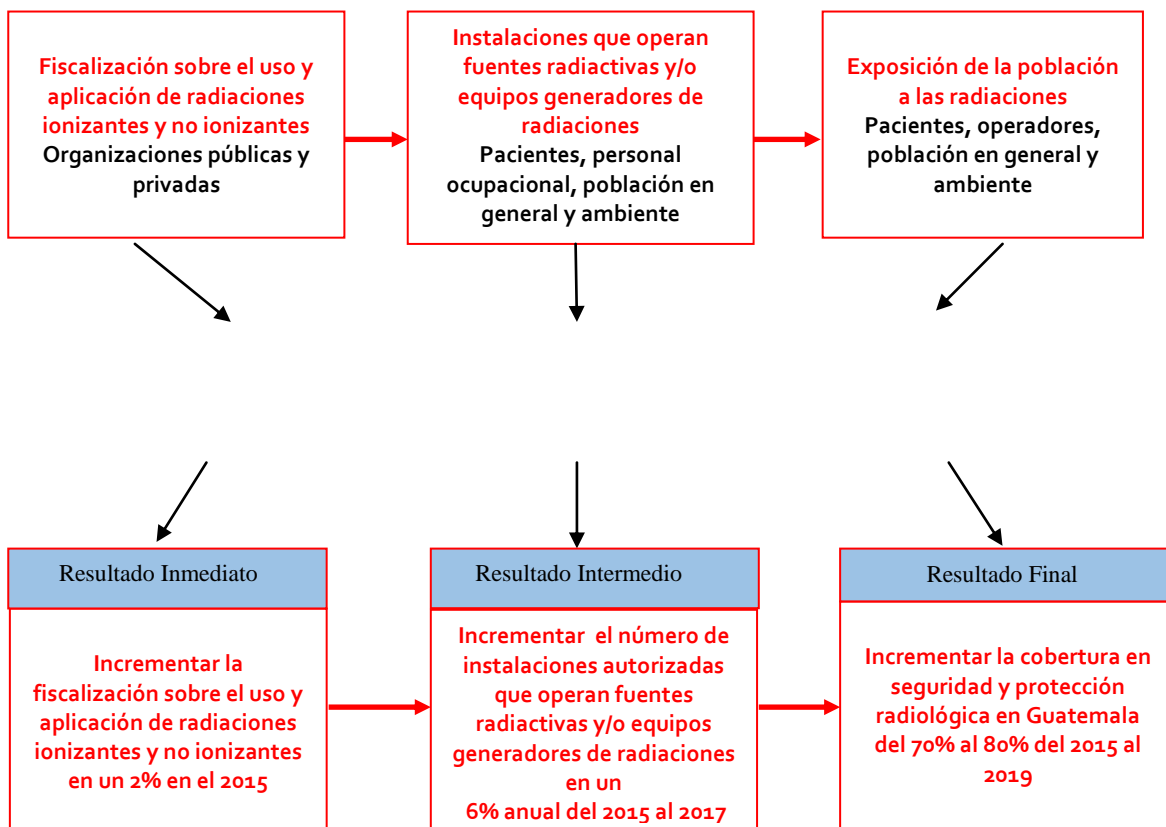 Fiscalización sobre el uso y
aplicación de radiaciones
ionizantes y no ionizantes
Organizaciones públicas y
privadas
Instalaciones que operan
fuentes radiactivas y/o
equipos generadores de
radiaciones
Pacientes, personal
ocupacional, población en
general y ambiente
Exposición de la población
a las radiaciones
Pacientes, operadores,
población en general y
ambiente
Resultado Inmediato
Incrementar la
fiscalización sobre el uso y
aplicación de radiaciones
ionizantes y no ionizantes
en un 2% en el 2015
Resultado Intermedio
Incrementar el número de
instalaciones autorizadas
que operan fuentes
radiactivas y/o equipos
generadores de radiaciones
en un
6% anual del 2015 al 2017
Resultado Final
Incrementar la cobertura en
seguridad y protección
radiológica en Guatemala
del 70% al 80% del 2015 al
2019